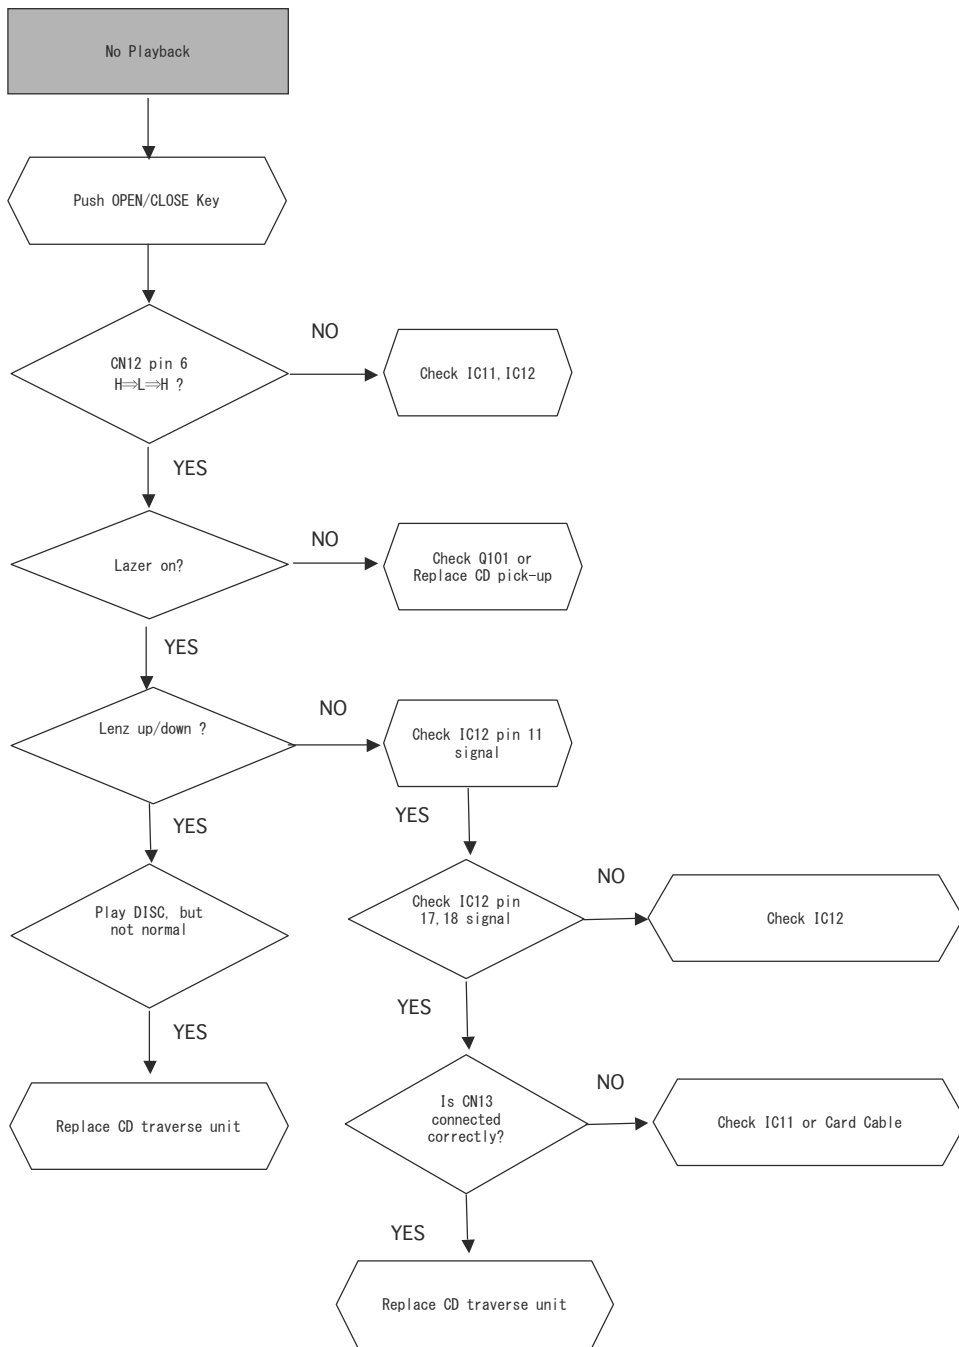 No Playback
Push OPEN/CLOSE Key
CN12 pin 6
H⇒L⇒H ?
NO
Check IC11,IC12
YES
Lazer on?
NO
Check Q101 or
Replace CD pick-up
YES
Lenz up/down ?
NO
Check IC12 pin 11
signal
YES
YES
Play DISC, but
not normal
Check IC12 pin
17,18 signal
NO
Check IC12
YES
YES
Replace CD traverse unit
Is CN13
connected
correctly?
NO
Check IC11 or Card Cable
YES
Replace CD traverse unit